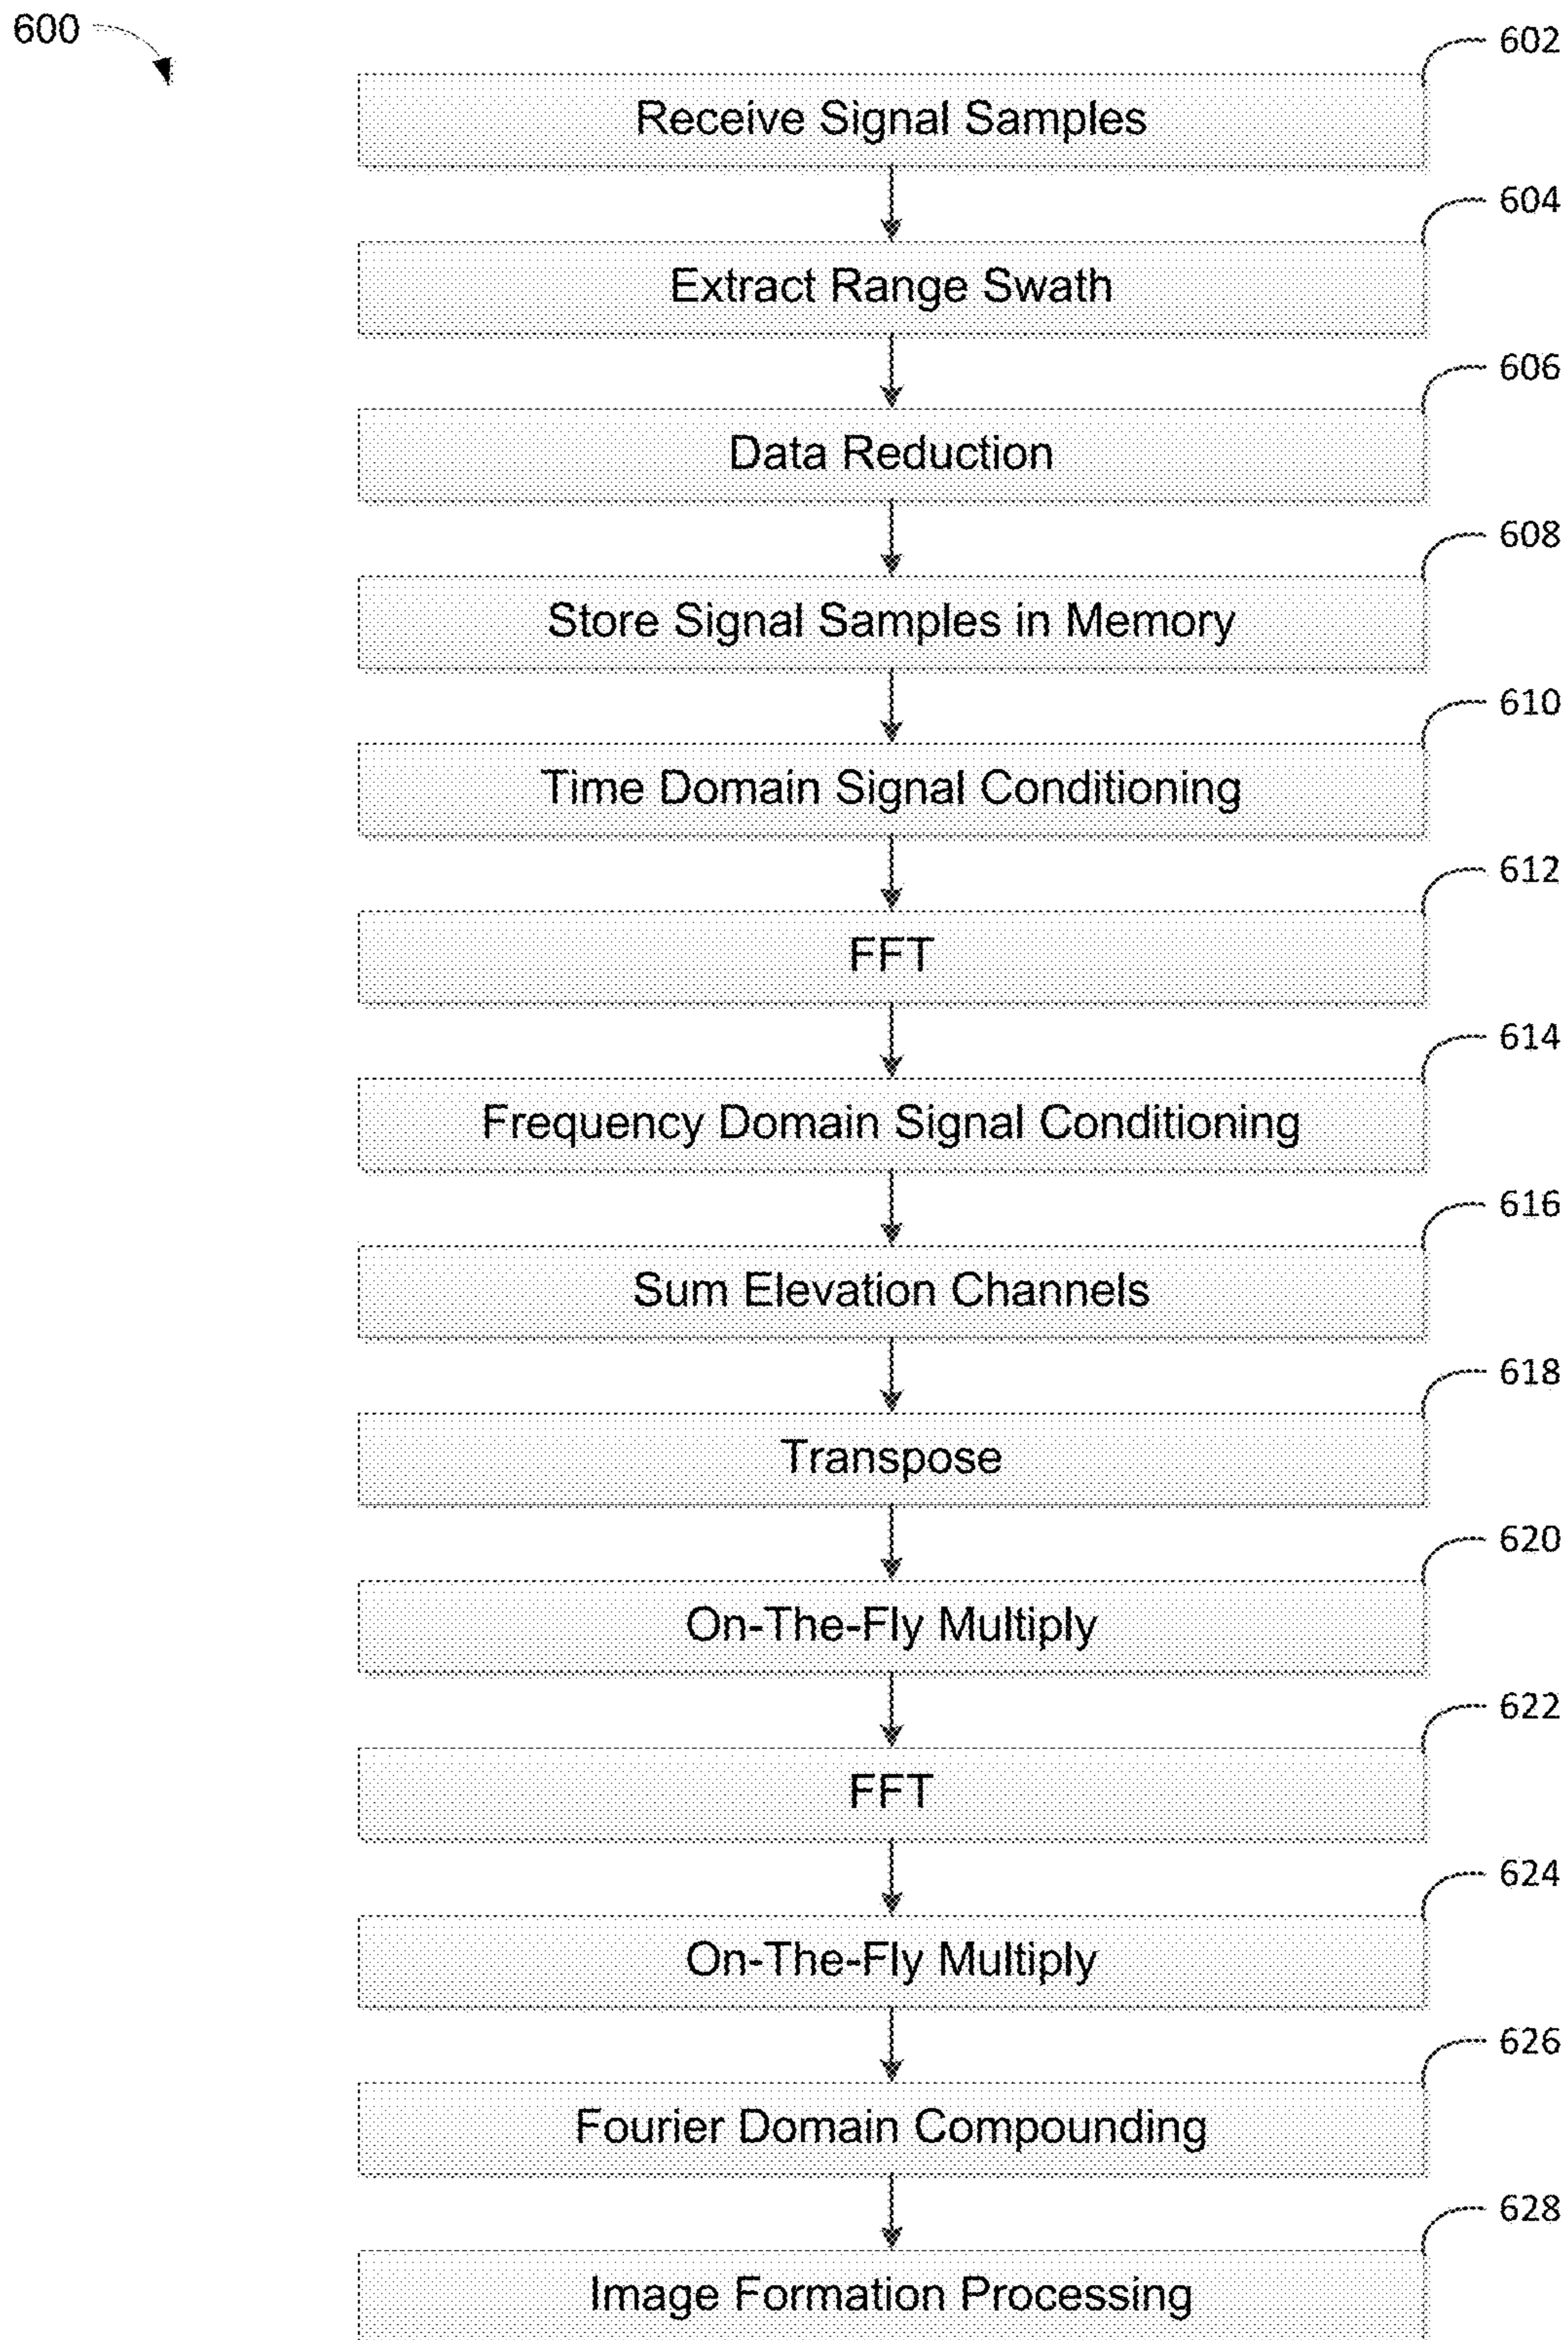 600
602
Receive Signal Samples
604
Extract Range Swath
606
Data Reduction
608
Store Signal Samples in Memory
610
Time Domain Signal Conditioning
612
FFT
614
Frequency Domain Signal Conditioning
616
Sum Elevation Channels
618
Transpose
620
On-The-Fly Multiply
622
FFT
624
On-The-Fly Multiply
626
Fourier Domain Compounding
628
Image Formation Processing